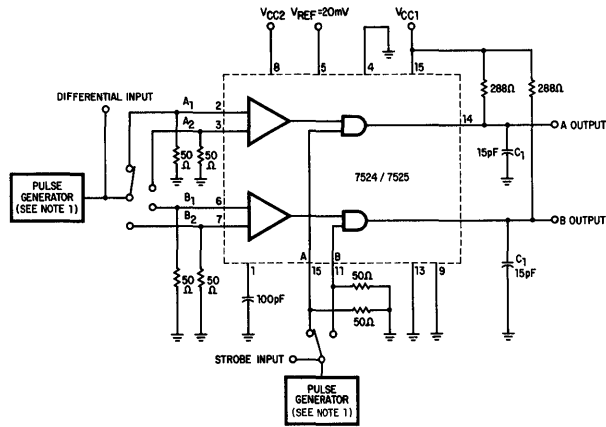 VCC2 VREF=20mV VCC1
8 5 4 15
DIFFERENTIAL INPUT
288Ω 288Ω
A1 2
A2 3
14
A OUTPUT
50 Ω 50 Ω
15pF C1
7524 / 7525
PULSE
GENERATOR
(SEE NOTE 1)
B1 6
B2 7
B OUTPUT
A B
1 15 11 13 9
50 Ω 50 Ω
100pF
50Ω
50Ω
C1
15pF
STROBE INPUT
PULSE
GENERATOR
(SEE NOTE 1)